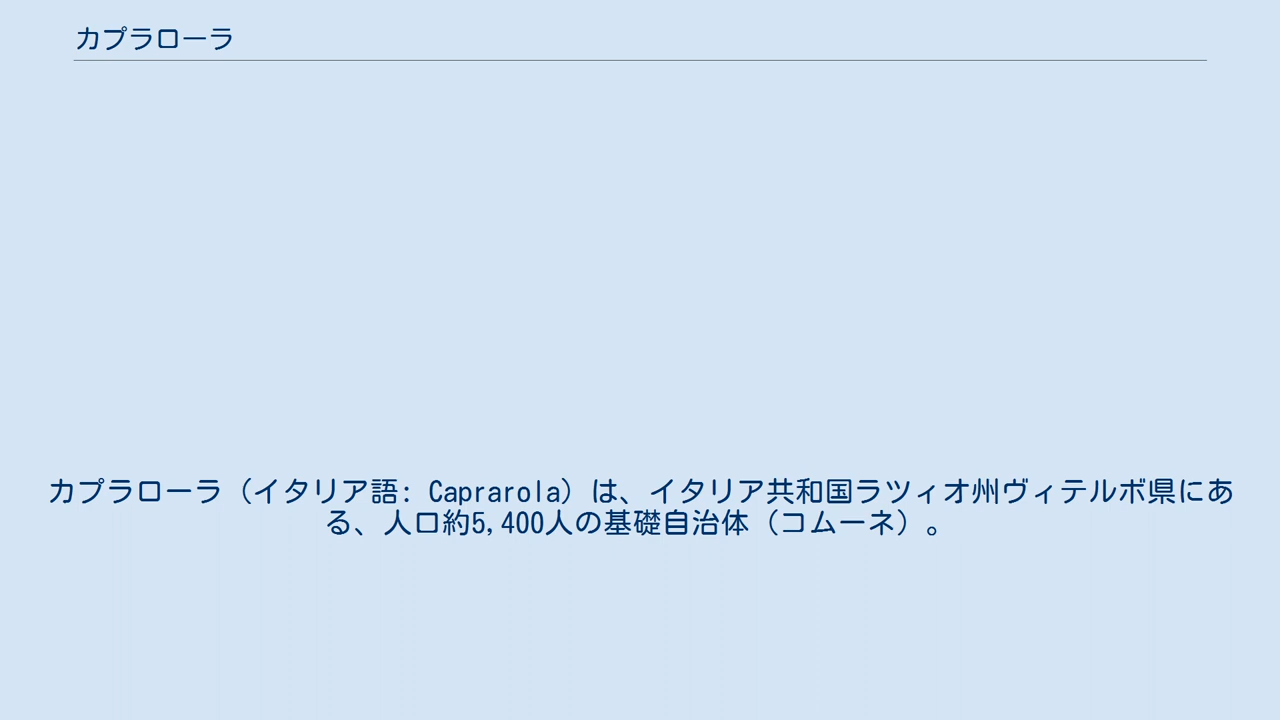 カプラローラ
カプラローラ（イタリア語: Caprarola）は、イタリア共和国ラツィオ州ヴィテルボ県にあ
る、人口約5,400人の基礎自治体（コムーネ）。